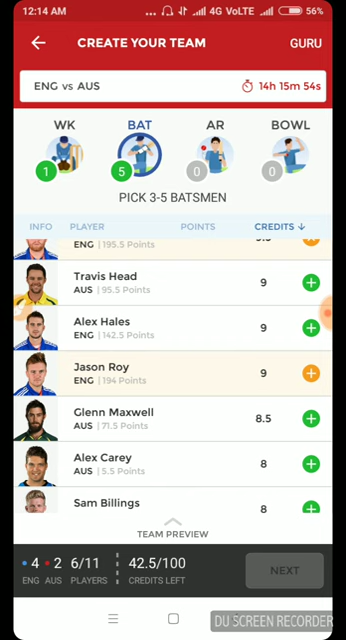 12:14 AM ... 4G VoLTE 56%
CREATE YOUR TEAM GURU
ENG vs AUS 14h 15m 54s
WK BAT AR BOWL
1 5 0 0
PICK 3-5 BATSMEN
INFO PLAYER POINTS CREDITS ↓
ENG | 195.5 Points
Travis Head
AUS | 95.5 Points 9
Alex Hales
ENG | 142.5 Points 9
Jason Roy
ENG | 194 Points 9
Glenn Maxwell
AUS | 71.5 Points 8.5
Alex Carey
AUS | 5.5 Points 8
Sam Billings 8
TEAM PREVIEW
4 2 6/11 42.5/100
ENG AUS PLAYERS CREDITS LEFT
NEXT
DU SCREEN RECORDER